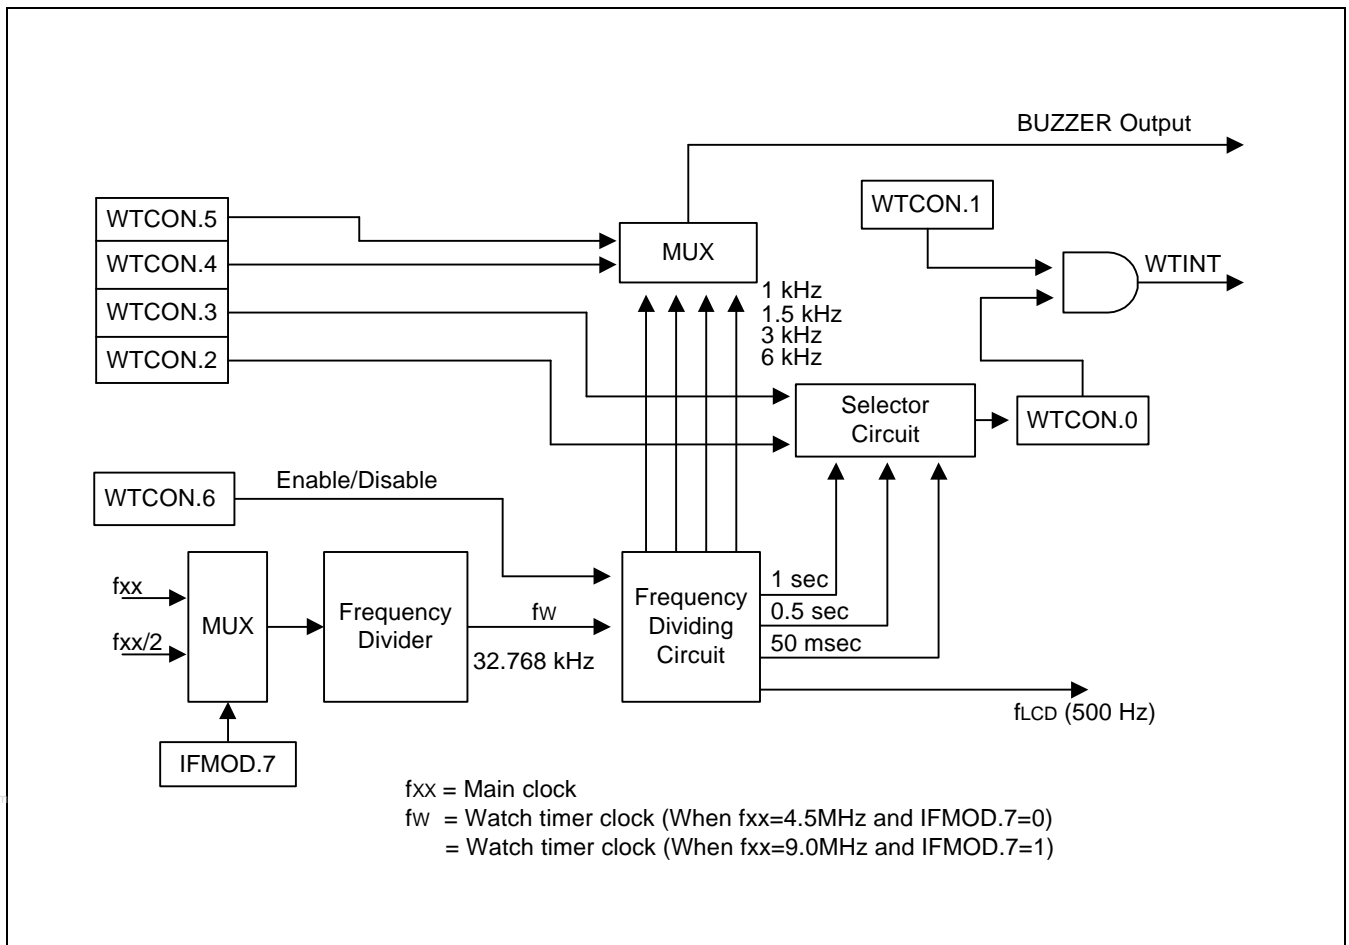 BUZZER Output
WTCON.1
WTCON.5
WTCON.4
WTCON.3
WTCON.2
MUX
WTINT
1 kHz
1.5 kHz
3 kHz
6 kHz
Selector
Circuit
WTCON.0
Enable/Disable
WTCON.6
fxx
fxx/2
MUX
Frequency
Divider
fw
32.768 kHz
Frequency
Dividing
Circuit
1 sec
0.5 sec
50 msec
fLCD (500 Hz)
IFMOD.7
fxx = Main clock
fw = Watch timer clock (When fxx=4.5MHz and IFMOD.7=0)
= Watch timer clock (When fxx=9.0MHz and IFMOD.7=1)